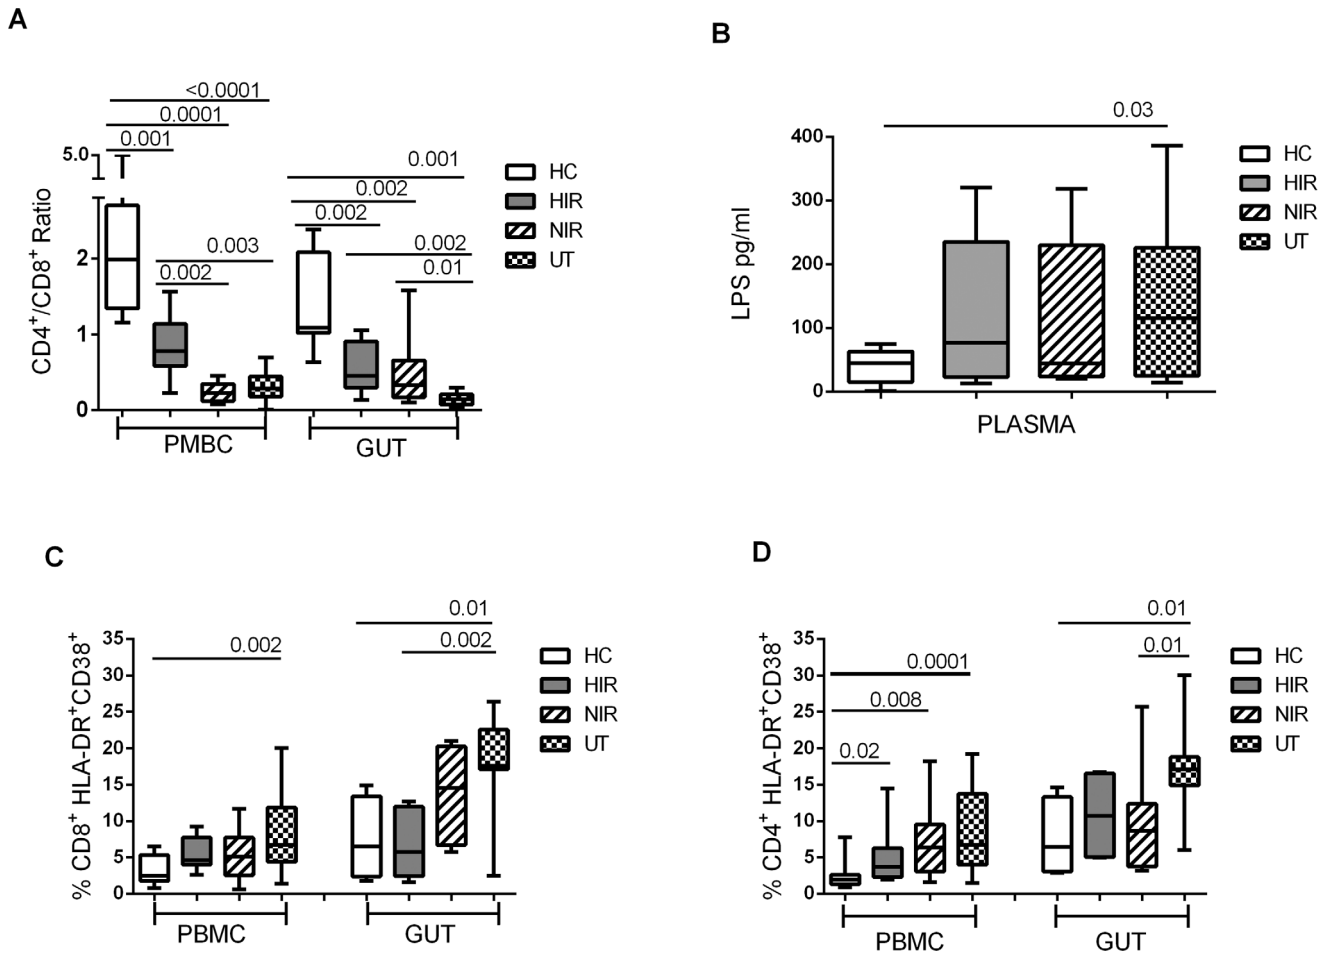 A
<0.0001
0.0001
0.001
5.0
2
1
0
CD4+/CD8+ Ratio
0.003
0.002
0.001
0.002
0.002
0.002
0.01
HC
HIR
NIR
UT
PMBC
GUT
B
0.03
400
300
200
100
0
LPS pg/ml
HC
HIR
NIR
UT
PLASMA
C
0.01
0.002
0.002
35
30
25
20
15
10
5
0
% CD8+ HLA-DR+CD38+
HC
HIR
NIR
UT
PBMC
GUT
D
0.01
0.01
0.0001
0.008
0.02
35
30
25
20
15
10
5
0
% CD4+ HLA-DR+CD38+
HC
HIR
NIR
UT
PBMC
GUT